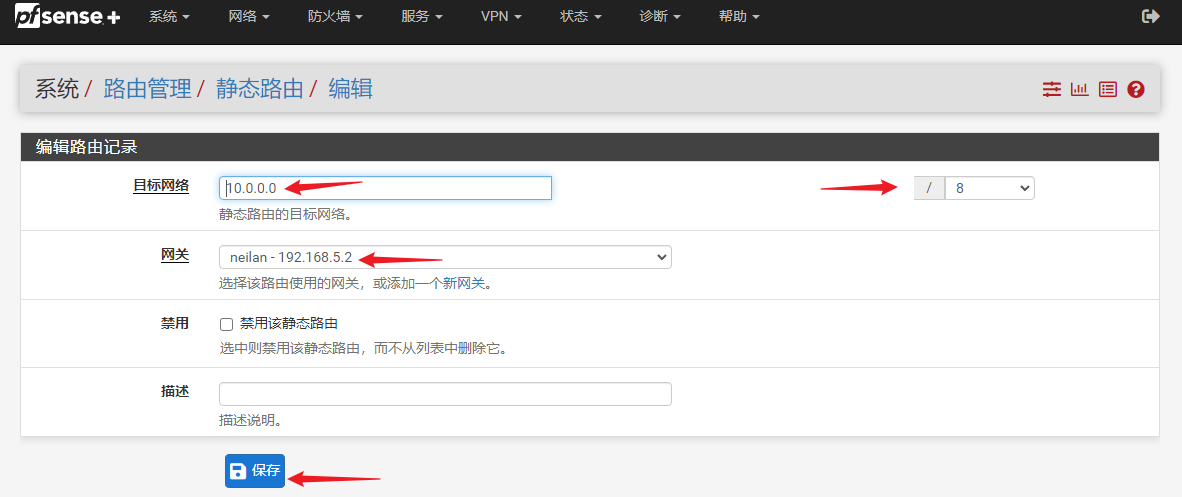 pfsense+ 系统 网络 防火墙 服务 VPN 状态 诊断 帮助
系统/ 路由管理/ 静态路由/ 编辑
编辑路由记录
目标网络 10.0.0.0 / 8
静态路由的目标网络。
网关 neilan - 192.168.5.2
选择该路由使用的网关，或添加一个新网关。
禁用 禁用该静态路由
选中则禁用该静态路由，而不从列表中删除它。
描述
描述说明。
保存